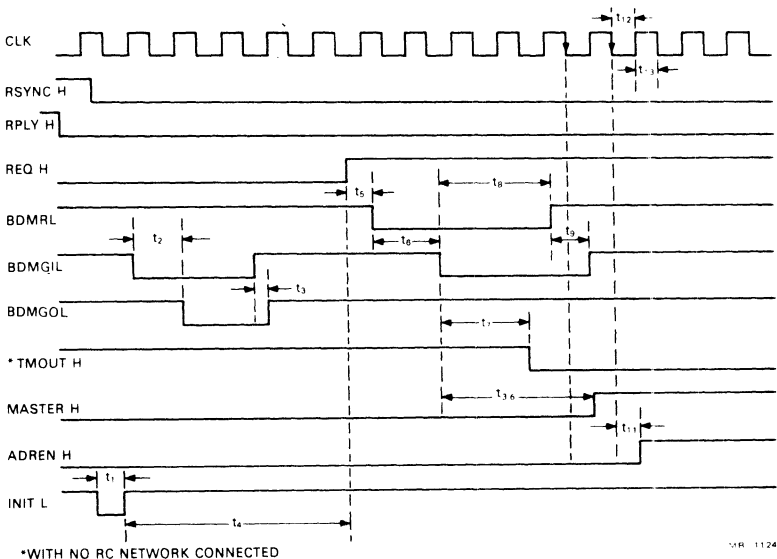 t12
CLK
t13
RSYNC H
RPLY H
REQ H
t5
t8
BDMRL
t2
t6
t9
BDMGIL
t3
BDMGOL
t7
*TMOUT H
t3.6
MASTER H
t11
ADREN H
t1
INIT L
t4
*WITH NO RC NETWORK CONNECTED
MR 1124